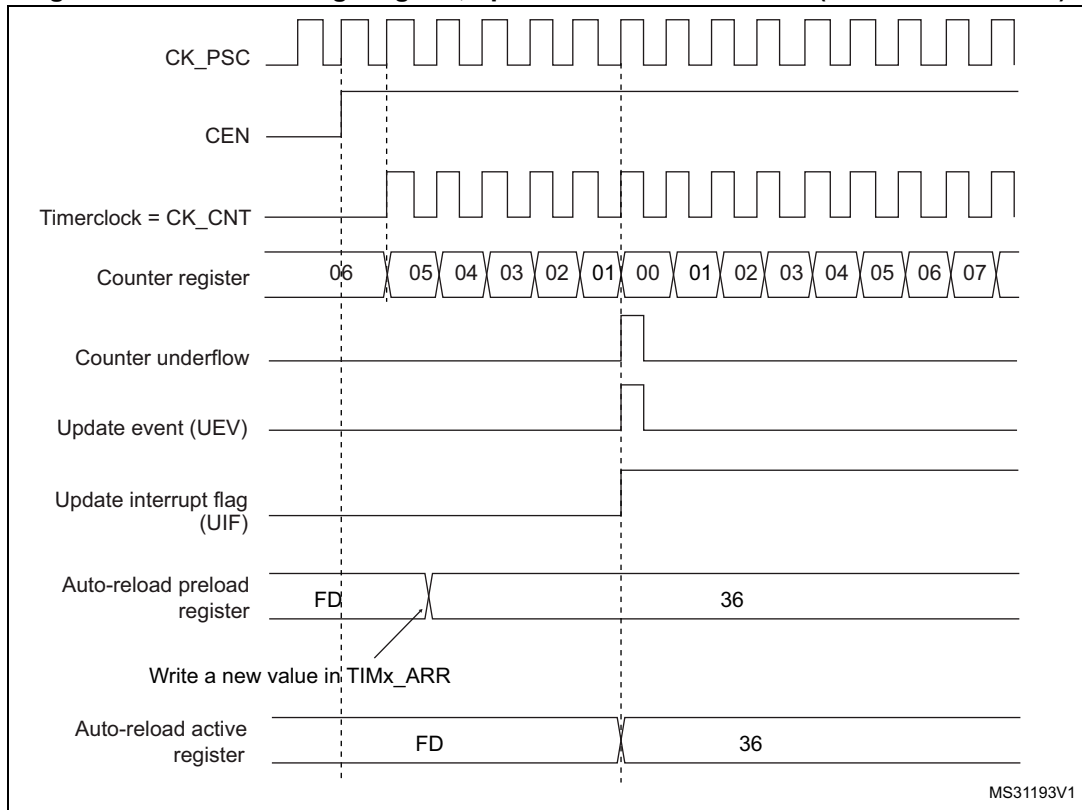 CK_PSC
CEN
Timerclock = CK_CNT
Counter register
06 05 04 03 02 01 00 01 02 03 04 05 06 07
Counter underflow
Update event (UEV)
Update interrupt flag
(UIF)
Auto-reload preload
register
FD 36
Write a new value in TIMx_ARR
Auto-reload active
register
FD 36
MS31193V1